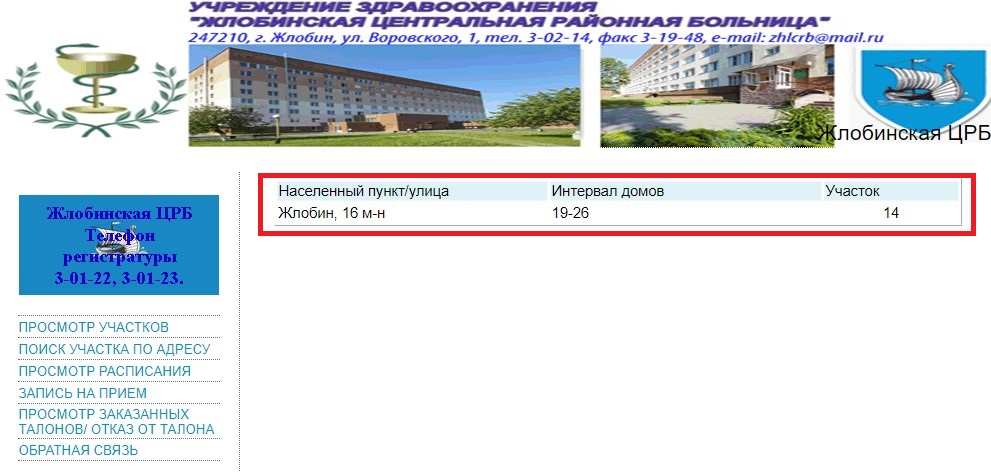 УЧРЕЖДЕНИЕ ЗДРАВООХРАНЕНИЯ
"ЖЛОБИНСКАЯ ЦЕНТРАЛЬНАЯ РАЙОННАЯ БОЛЬНИЦА"
247210, г. Жлобин, ул. Воровского, 1, тел. 3-02-14, факс 3-19-48, e-mail: zhlcrb@mail.ru
Жлобинская ЦРБ
Жлобинская ЦРБ
Телефон
регистратуры
3-01-22, 3-01-23.
Населенный пункт/улица Интервал домов Участок
Жлобин, 16 м-н 19-26 14
ПРОСМОТР УЧАСТКОВ
ПОИСК УЧАСТКА ПО АДРЕСУ
ПРОСМОТР РАСПИСАНИЯ
ЗАПИСЬ НА ПРИЕМ
ПРОСМОТР ЗАКАЗАННЫХ
ТАЛОНОВ/ ОТКАЗ ОТ ТАЛОНА
ОБРАТНАЯ СВЯЗЬ